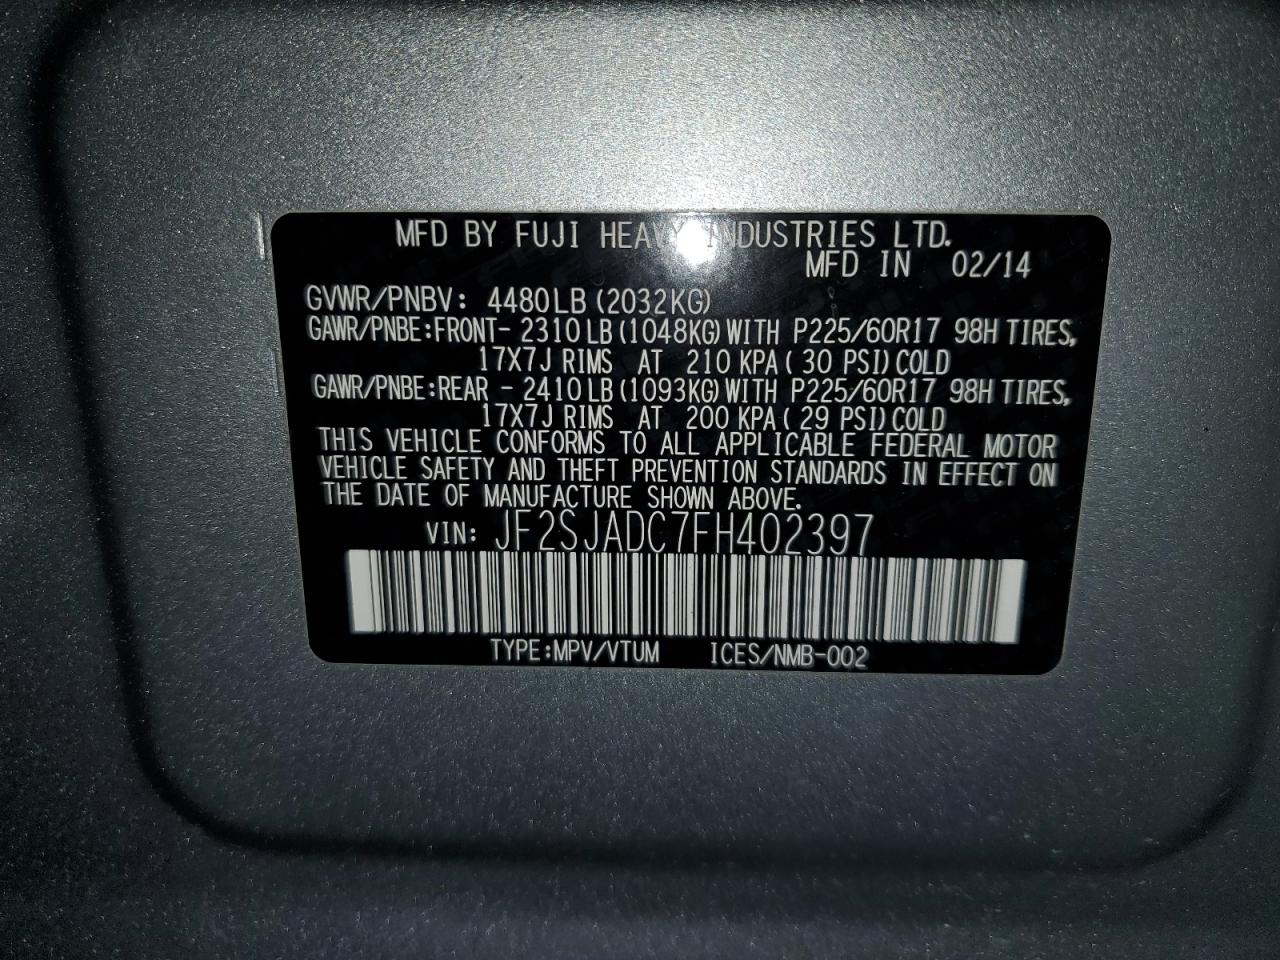 MFD BY FUJI HEAVY INDUSTRIES LTD.
MFD IN 02/14
GVWR/PNBV: 4480LB(2032KG)
GAWR/PNBE:FRONT- 2310LB(1048KG)WITH P225/60R17 98H TIRES,
17X7J RIMS AT 210 KPA( 30 PSI)COLD
GAWR/PNBE:REAR - 2410LB(1093KG)WITH P225/60R17 98H TIRES,
17X7J RIMS AT 200 KPA( 29 PSI)COLD
THIS VEHICLE CONFORMS TO ALL APPLICABLE FEDERAL MOTOR
VEHICLE SAFETY AND THEFT PREVENTION STANDARDS IN EFFECT ON
THE DATE OF MANUFACTURE SHOWN ABOVE.
VIN: JF2SJADC7FH402397
TYPE:MPV/VTUM ICES/NMB-002